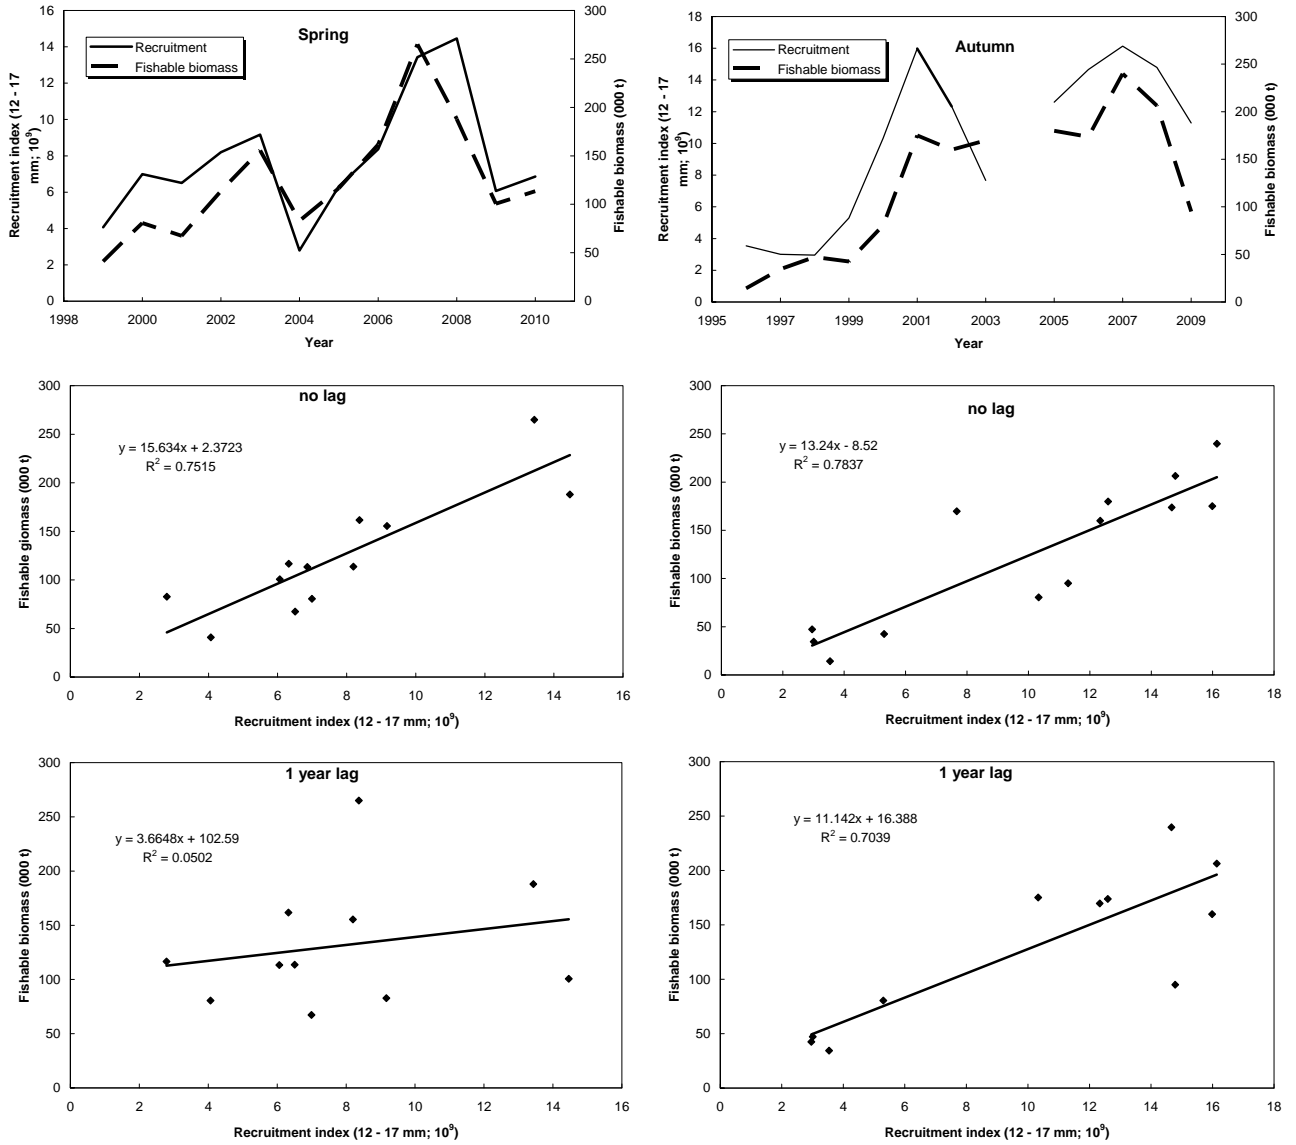 Spring
Recruitment
Fishable biomass
Recruitment index (12 - 17
mm; 10⁹)
16
14
12
10
8
6
4
2
0
300
250
200
150
100
50
0
Fishable biomass (000 t)
1998 2000 2002 2004 2006 2008 2010
Year
Autumn
Recruitment
Fishable biomass
Recruitment index (12 - 17
mm; 10⁹)
18
16
14
12
10
8
6
4
2
0
300
250
200
150
100
50
0
Fishable biomass (000 t)
1995 1997 1999 2001 2003 2005 2007 2009
Year
no lag
y = 15.634x + 2.3723
R² = 0.7515
Fishable giomass (000 t)
300
250
200
150
100
50
0
0 2 4 6 8 10 12 14 16
Recruitment index (12 - 17 mm; 10⁹)
no lag
y = 13.24x - 8.52
R² = 0.7837
Fishable biomass (000 t)
300
250
200
150
100
50
0
0 2 4 6 8 10 12 14 16 18
Recruitment index (12 - 17 mm; 10⁹)
1 year lag
y = 3.6648x + 102.59
R² = 0.0502
Fishable biomass (000 t)
300
250
200
150
100
50
0
0 2 4 6 8 10 12 14 16
Recruitment index (12 - 17 mm; 10⁹)
1 year lag
y = 11.142x + 16.388
R² = 0.7039
Fishable biomass (000 t)
300
250
200
150
100
50
0
0 2 4 6 8 10 12 14 16 18
Recruitment index (12 - 17 mm; 10⁹)